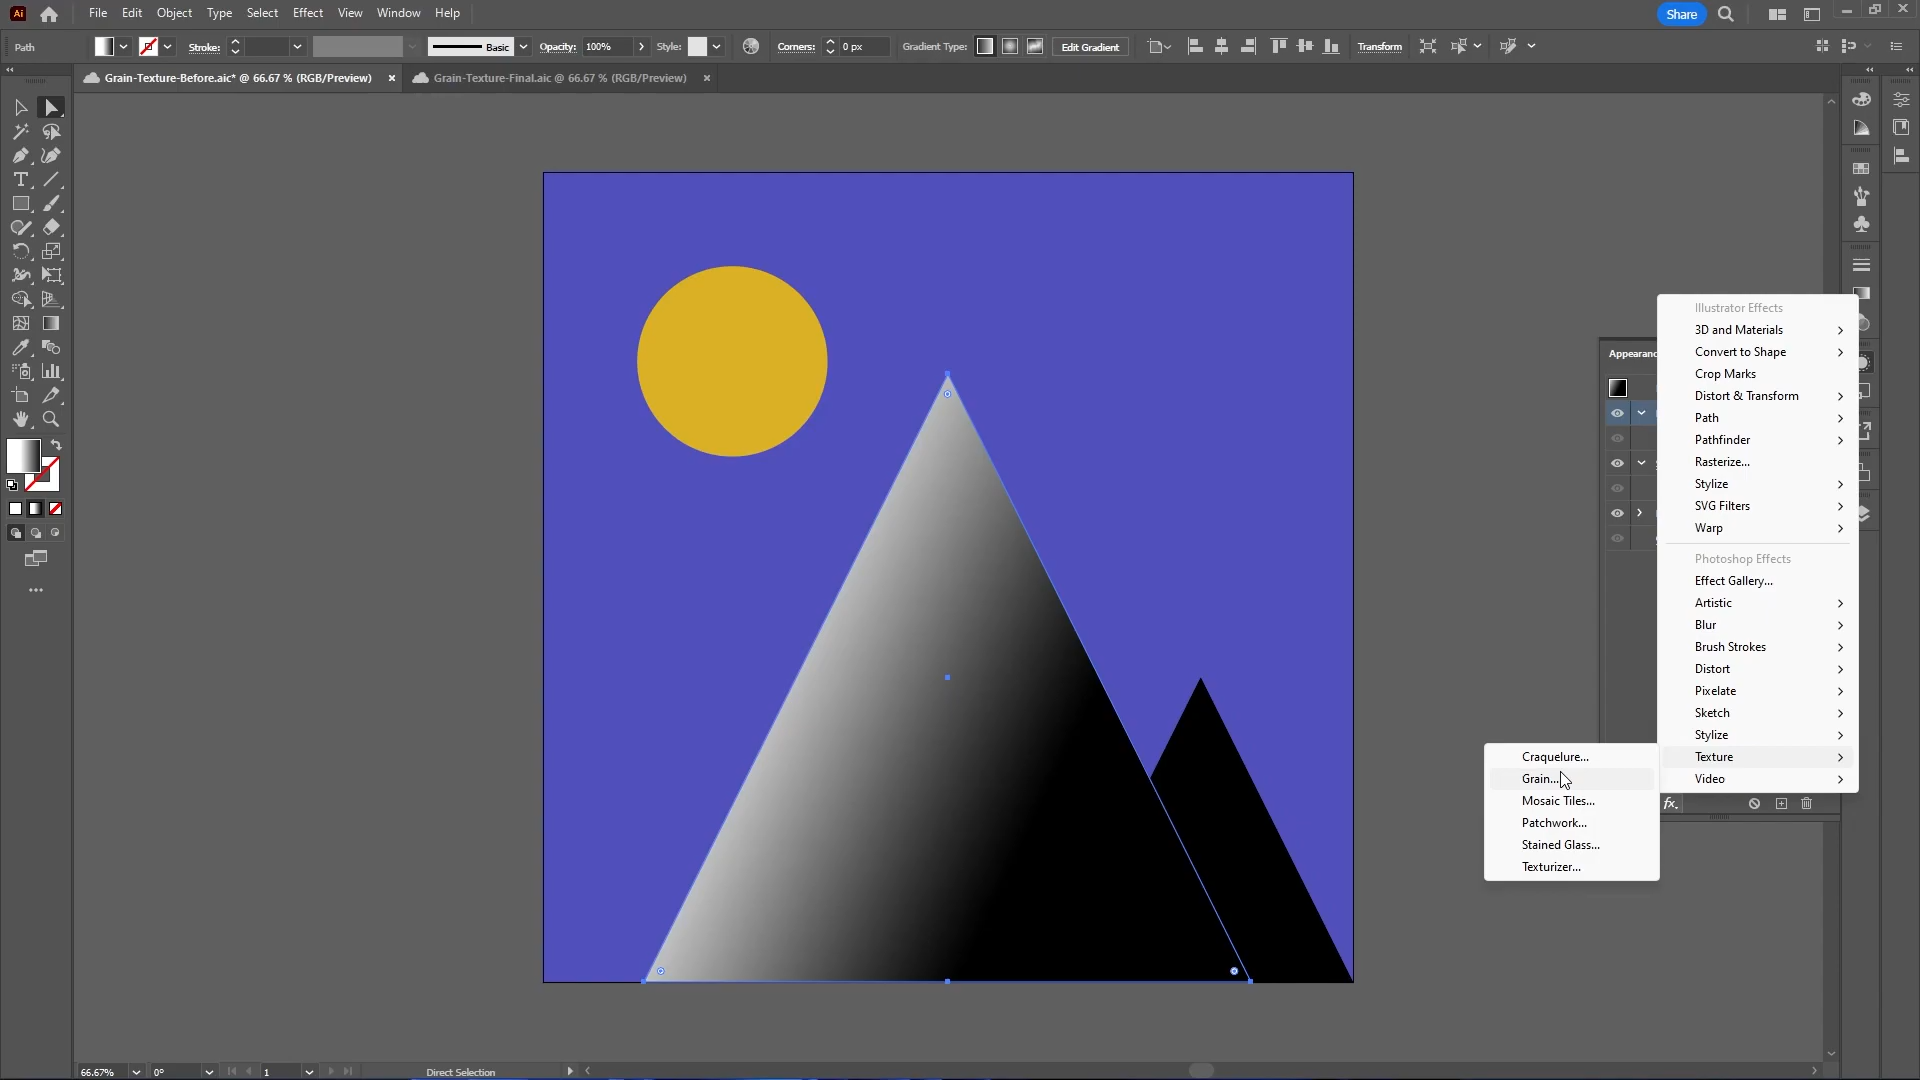 Ai File Edit Object Type Select Effect View Window Help Share
Path Stroke: Basic Opacity: 100% Style: Corners: 0 px Gradient Type: Edit Gradient Transform
Grain-Texture-Before.aic* @ 66.67 % (RGB/Preview) × Grain-Texture-Final.aic @ 66.67 % (RGB/Preview) ×
Illustrator Effects
3D and Materials
Convert to Shape
Crop Marks
Distort & Transform
Path
Pathfinder
Rasterize...
Stylize
SVG Filters
Warp
Photoshop Effects
Effect Gallery...
Artistic
Blur
Brush Strokes
Distort
Pixelate
Sketch
Stylize
Texture
Video
Craquelure...
Grain...
Mosaic Tiles...
Patchwork...
Stained Glass...
Texturizer...
fx.
66.67% 0° 1 Direct Selection